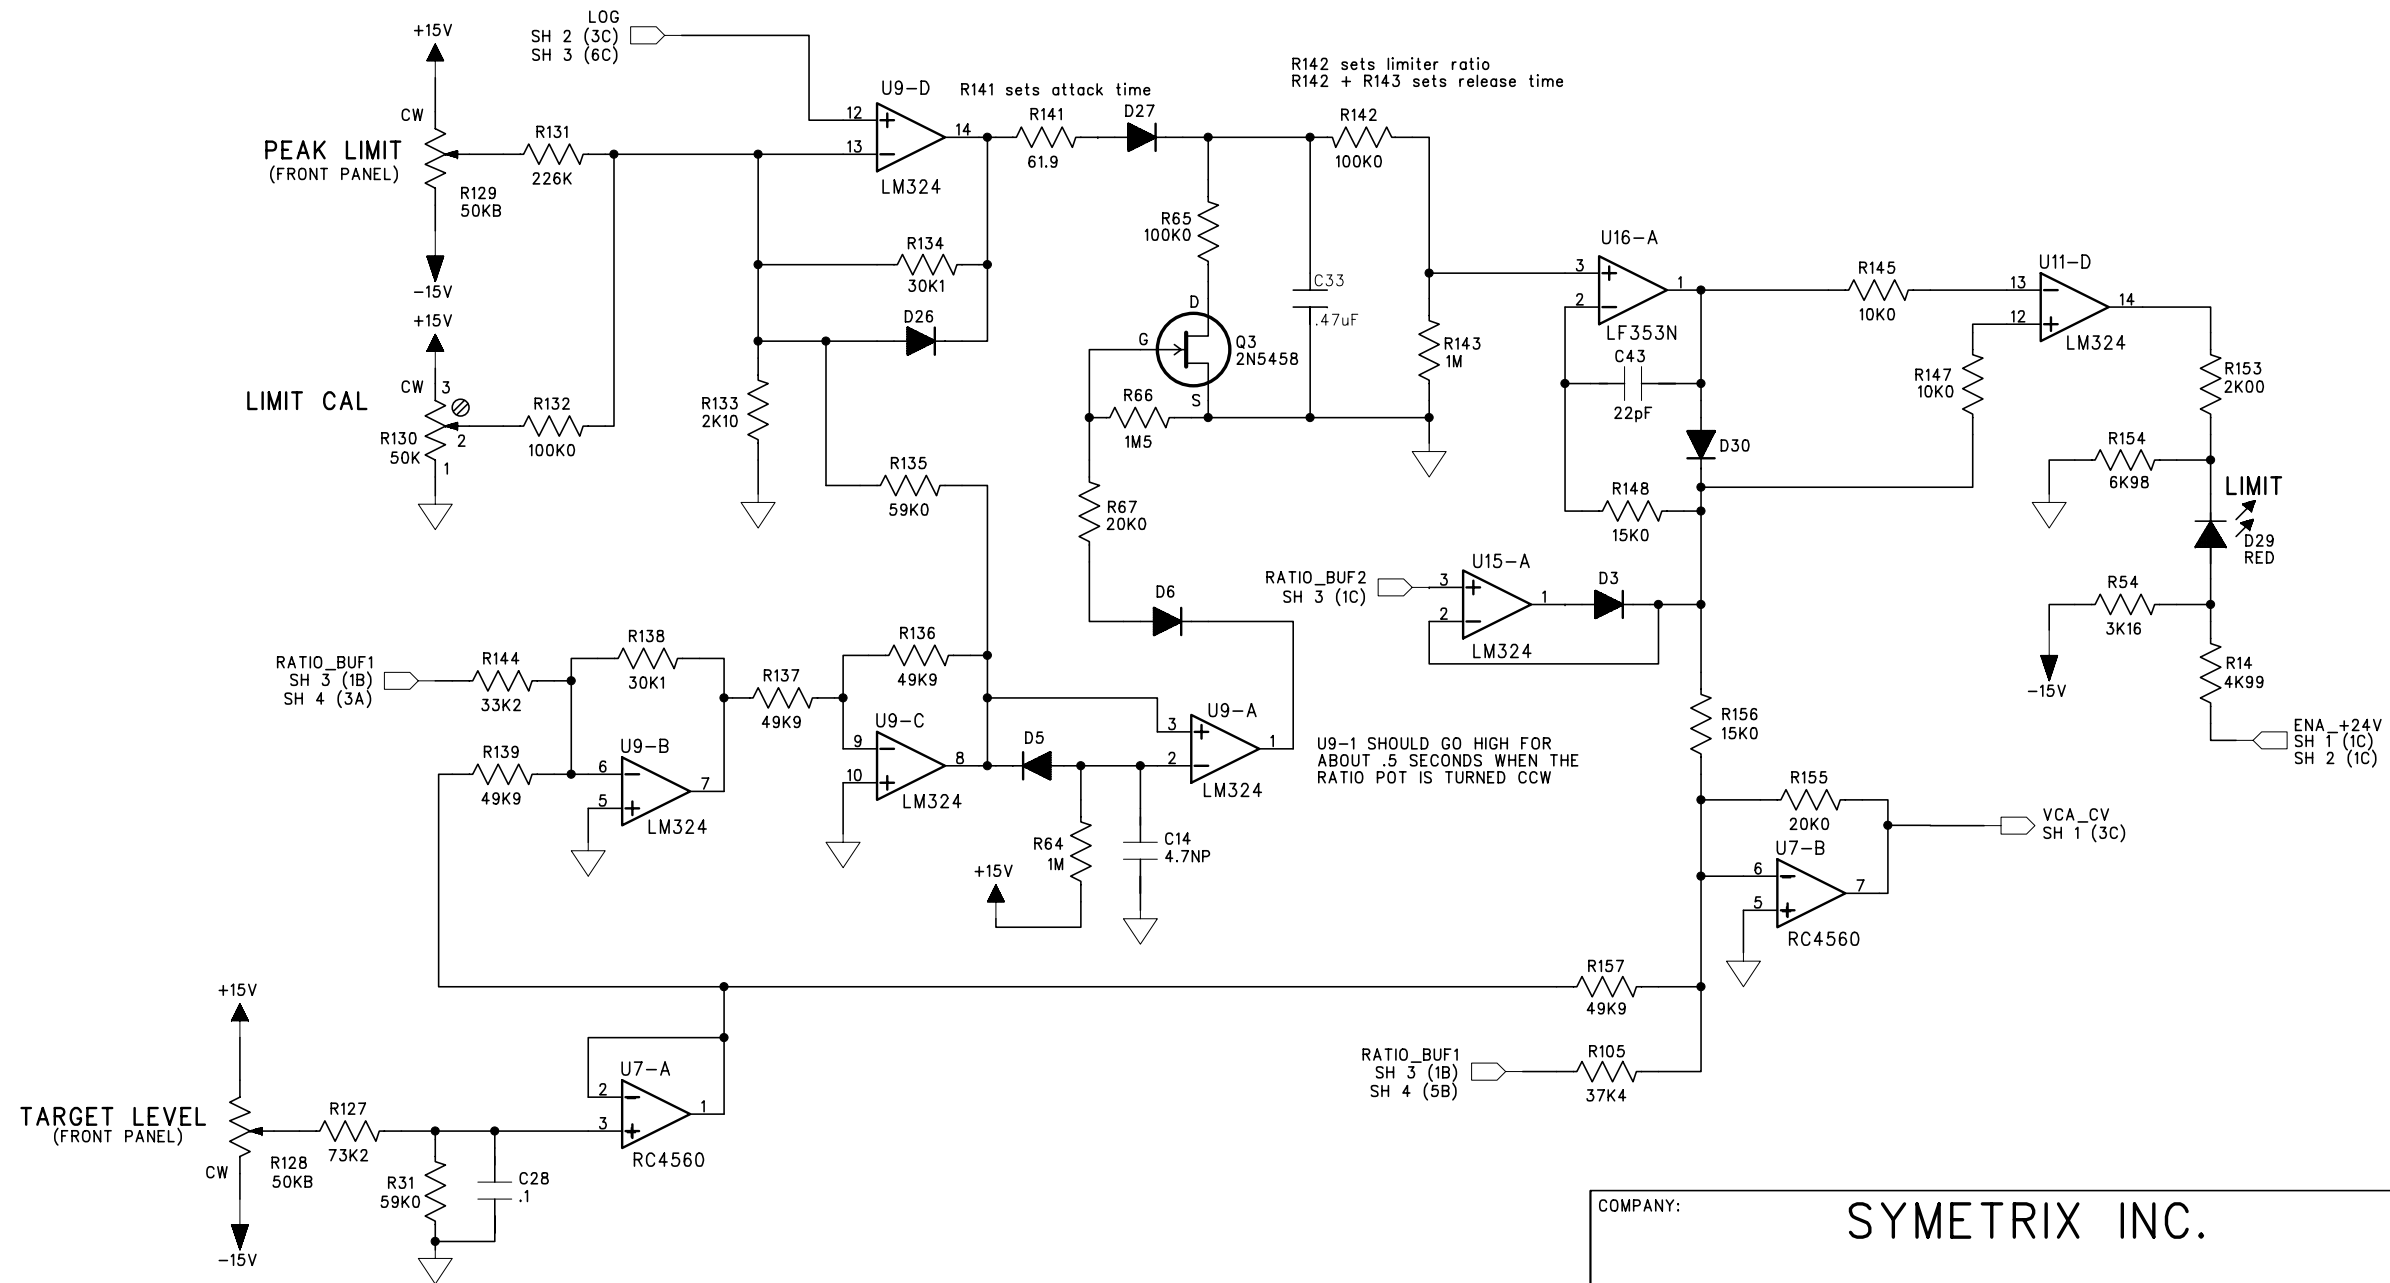 LOG
SH 2 (3C)
SH 3 (6C)
+15V
CW
PEAK LIMIT
(FRONT PANEL)
R129
50KB
-15V
R131
226K
+15V
CW
3
LIMIT CAL
R130
50K
2
1
R132
100K0
U9-D
12
+
13
-
14
LM324
R134
30K1
D26
R133
2K10
R135
59K0
R141 sets attack time
R141
61.9
D27
R142 sets limiter ratio
R142 + R143 sets release time
R142
100K0
R65
100K0
C33
.47uF
D
G
S
Q3
2N5458
R66
1M5
R143
1M
R67
20K0
D6
U16-A
3
+
2
-
1
LF353N
C43
22pF
D30
R148
15K0
R145
10K0
R147
10K0
U11-D
13
-
12
+
14
LM324
R153
2K00
R154
6K98
LIMIT
D29
RED
R54
3K16
-15V
R14
4K99
ENA_+24V
SH 1 (1C)
SH 2 (1C)
RATIO_BUF2
SH 3 (1C)
U15-A
3
+
2
-
1
LM324
D3
RATIO_BUF1
SH 3 (1B)
SH 4 (3A)
R144
33K2
R138
30K1
R139
49K9
U9-B
6
-
5
+
7
LM324
R137
49K9
R136
49K9
U9-C
9
-
10
+
8
LM324
D5
R64
1M
+15V
C14
4.7NP
U9-A
3
+
2
-
1
LM324
U9-1 SHOULD GO HIGH FOR
ABOUT .5 SECONDS WHEN THE
RATIO POT IS TURNED CCW
R156
15K0
R155
20K0
U7-B
6
-
5
+
7
RC4560
VCA_CV
SH 1 (3C)
R157
49K9
RATIO_BUF1
SH 3 (1B)
SH 4 (5B)
R105
37K4
+15V
TARGET LEVEL
(FRONT PANEL)
CW
R128
50KB
-15V
R127
73K2
R31
59K0
C28
.1
U7-A
2
-
3
+
1
RC4560
COMPANY:
SYMETRIX INC.